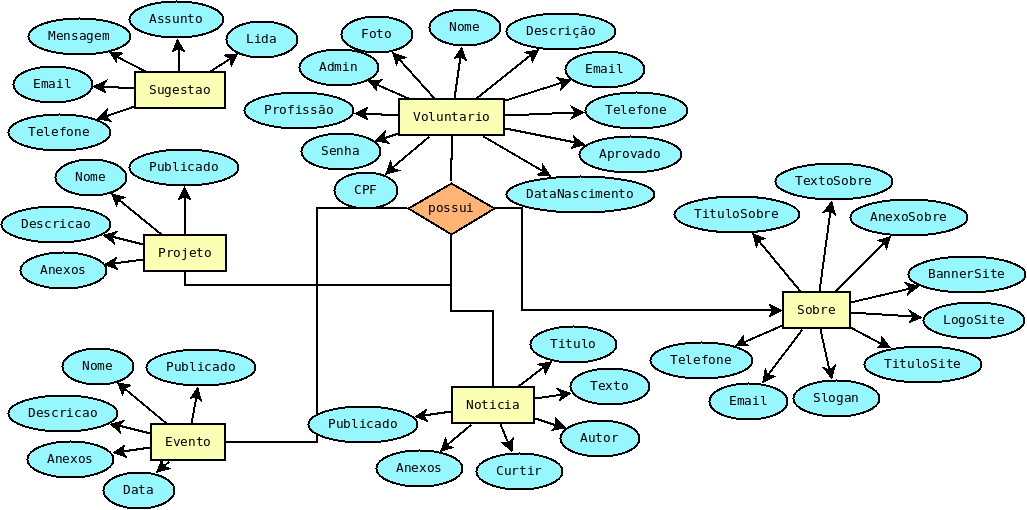 Mensagem
Assunto
Lida
Email
Sugestao
Telefone
Foto
Nome
Descrição
Admin
Email
Profissão
Voluntario
Telefone
Senha
Aprovado
CPF
DataNascimento
possui
Nome
Publicado
Descricao
Projeto
Anexos
TextoSobre
TituloSobre
AnexoSobre
BannerSite
Sobre
LogoSite
Telefone
TituloSite
Email
Slogan
Nome
Publicado
Descricao
Evento
Anexos
Data
Titulo
Texto
Noticia
Publicado
Autor
Anexos
Curtir